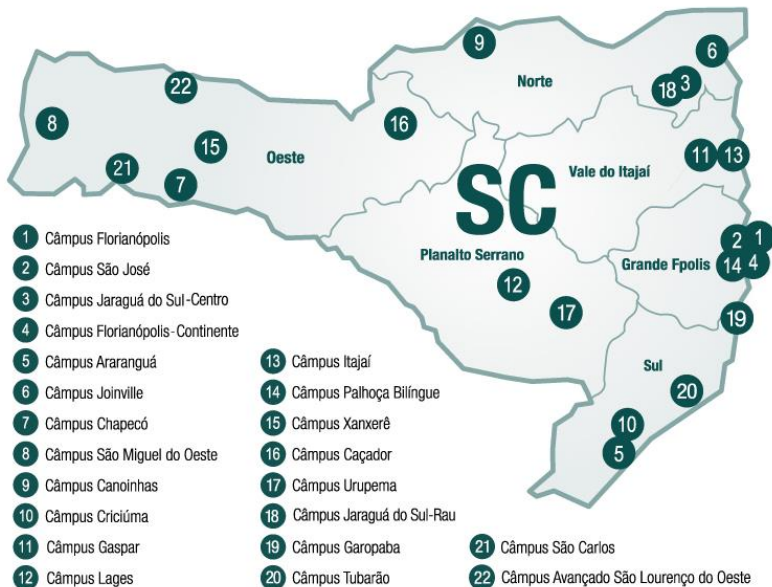 9
6
Norte
3
18
22
16
8
15
Oeste
Vale do Itajaí
11
13
21
7
SC
1
2
Planalto Serrano
Grande Fpolis
14
4
12
17
19
Sul
20
10
5
1 Câmpus Florianópolis
2 Câmpus São José
3 Câmpus Jaraguá do Sul-Centro
4 Câmpus Florianópolis-Continente
5 Câmpus Araranguá
6 Câmpus Joinville
7 Câmpus Chapecó
8 Câmpus São Miguel do Oeste
9 Câmpus Canoinhas
10 Câmpus Criciúma
11 Câmpus Gaspar
12 Câmpus Lages
13 Câmpus Itajaí
14 Câmpus Palhoça Bilíngue
15 Câmpus Xanxerê
16 Câmpus Caçador
17 Câmpus Urupema
18 Câmpus Jaraguá do Sul-Rau
19 Câmpus Garopaba
20 Câmpus Tubarão
21 Câmpus São Carlos
22 Câmpus Avançado São Lourenço do Oeste